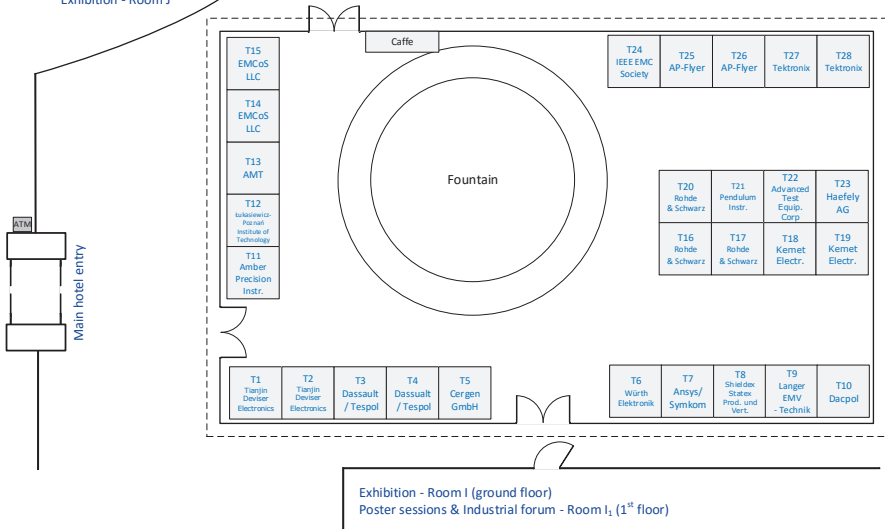 Exhibition - Room J
Caffe
T15
EMCoS
LLC
T14
EMCoS
LLC
T13
AMT
T12
Łukasiewicz-
Poznań
Institute of
Technology
T11
Amber
Precision
Instr.
Fountain
T24
IEEE EMC
Society
T25
AP-Flyer
T26
AP-Flyer
T27
Tektronix
T28
Tektronix
T20
Rohde
& Schwarz
T21
Pendulum
Instr.
T22
Advanced
Test
Equip.
Corp
T23
Haefely
AG
T16
Rohde
& Schwarz
T17
Rohde
& Schwarz
T18
Kemet
Electr.
T19
Kemet
Electr.
ATM
Main hotel entry
T1
Tianjin
Deviser
Electronics
T2
Tianjin
Deviser
Electronics
T3
Dassault
/ Tespol
T4
Dassualt
/ Tespol
T5
Cergen
GmbH
T6
Würth
Elektronik
T7
Ansys/
Symkom
T8
Shieldex
Statex
Prod. und
Vert.
T9
Langer
EMV
- Technik
T10
Dacpol
Exhibition - Room I (ground floor)
Poster sessions & Industrial forum - Room I₁ (1ˢᵗ floor)